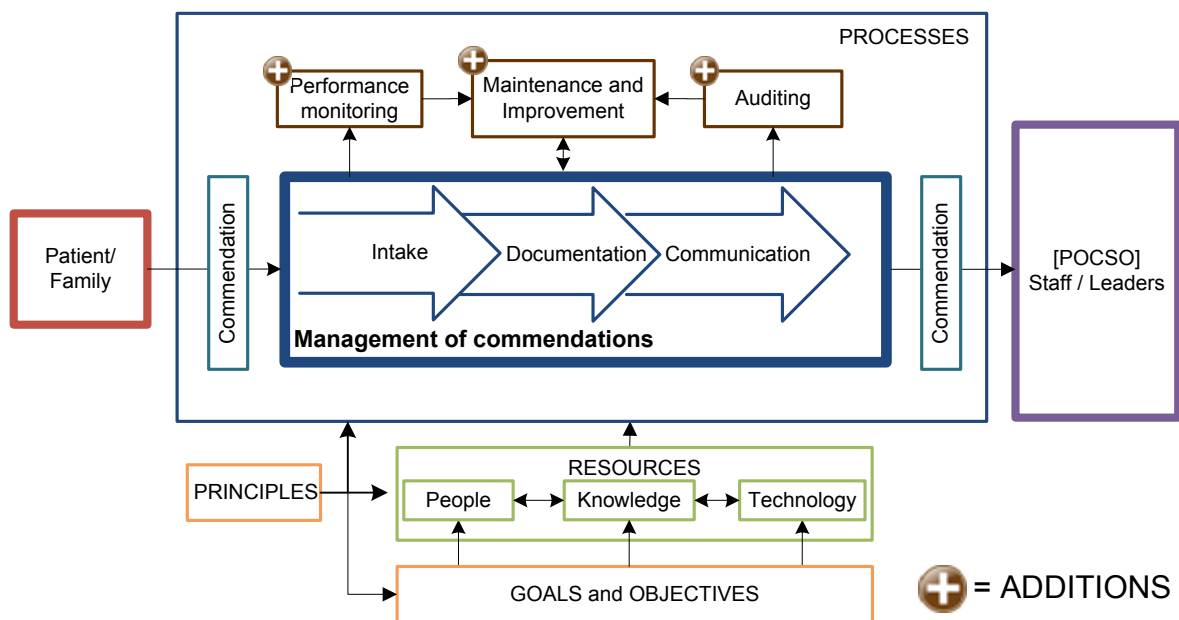 PROCESSES
Performance
monitoring
Maintenance and
Improvement
Auditing
Patient/
Family
Commendation
Intake
Documentation
Communication
Management of commendations
Commendation
[POCSO]
Staff / Leaders
PRINCIPLES
RESOURCES
People
Knowledge
Technology
GOALS and OBJECTIVES
= ADDITIONS